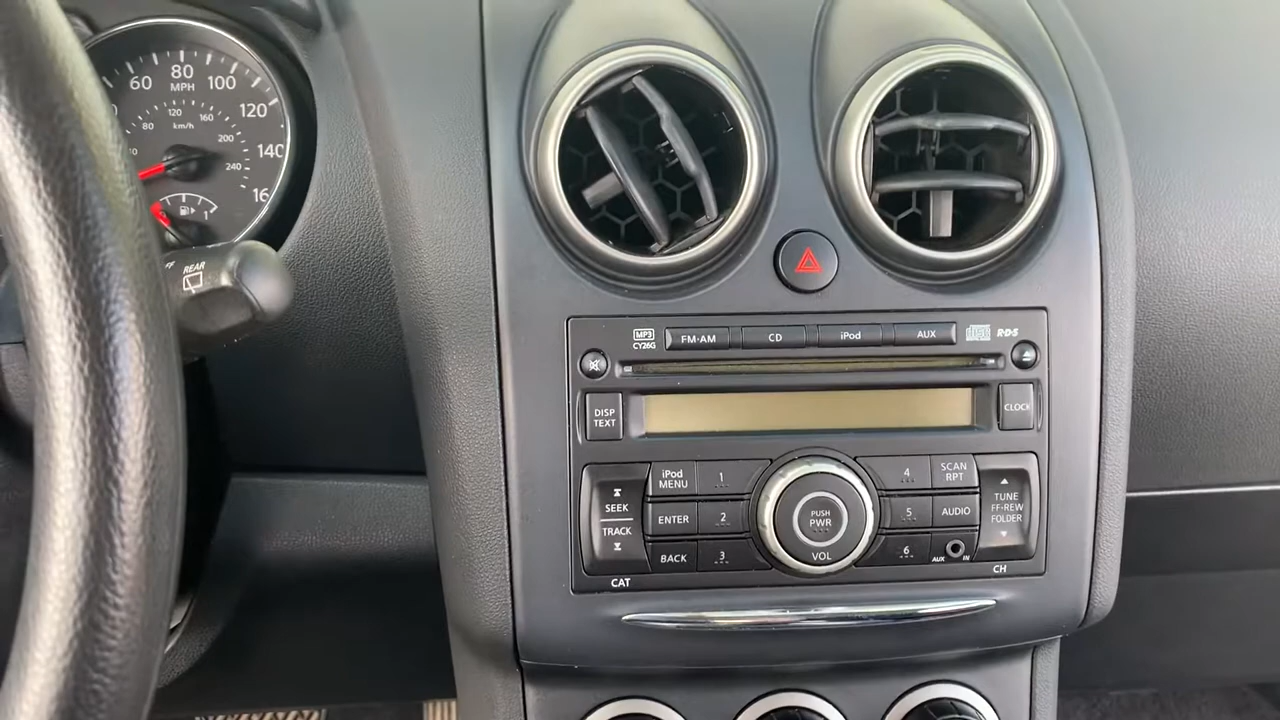 60
80
100
MPH
120
140
16
80
120
160
km/h
200
240
1
REAR
MP3
CY26G
FM·AM
CD
iPod
AUX
R·D·S
DISP
TEXT
CLOCK
SEEK
TRACK
CAT
iPod
MENU
1
ENTER
2
BACK
3
PUSH
PWR
VOL
4
SCAN
RPT
5
AUDIO
6
AUX
IN
TUNE
FF·REW
FOLDER
CH